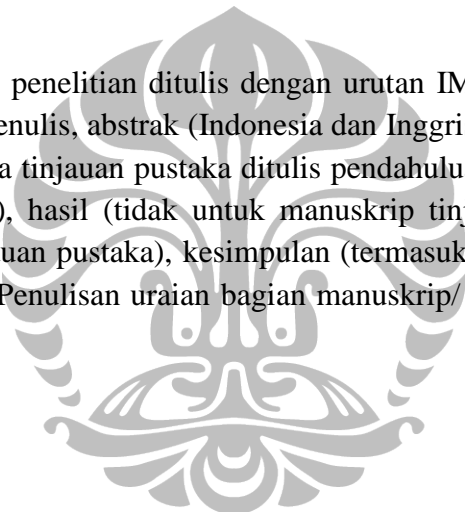 penelitian ditulis dengan urutan IM
enulis, abstrak (Indonesia dan Inggri
a tinjauan pustaka ditulis pendahulua
), hasil (tidak untuk manuskrip tinj
uan pustaka), kesimpulan (termasuk
Penulisan uraian bagian manuskrip/